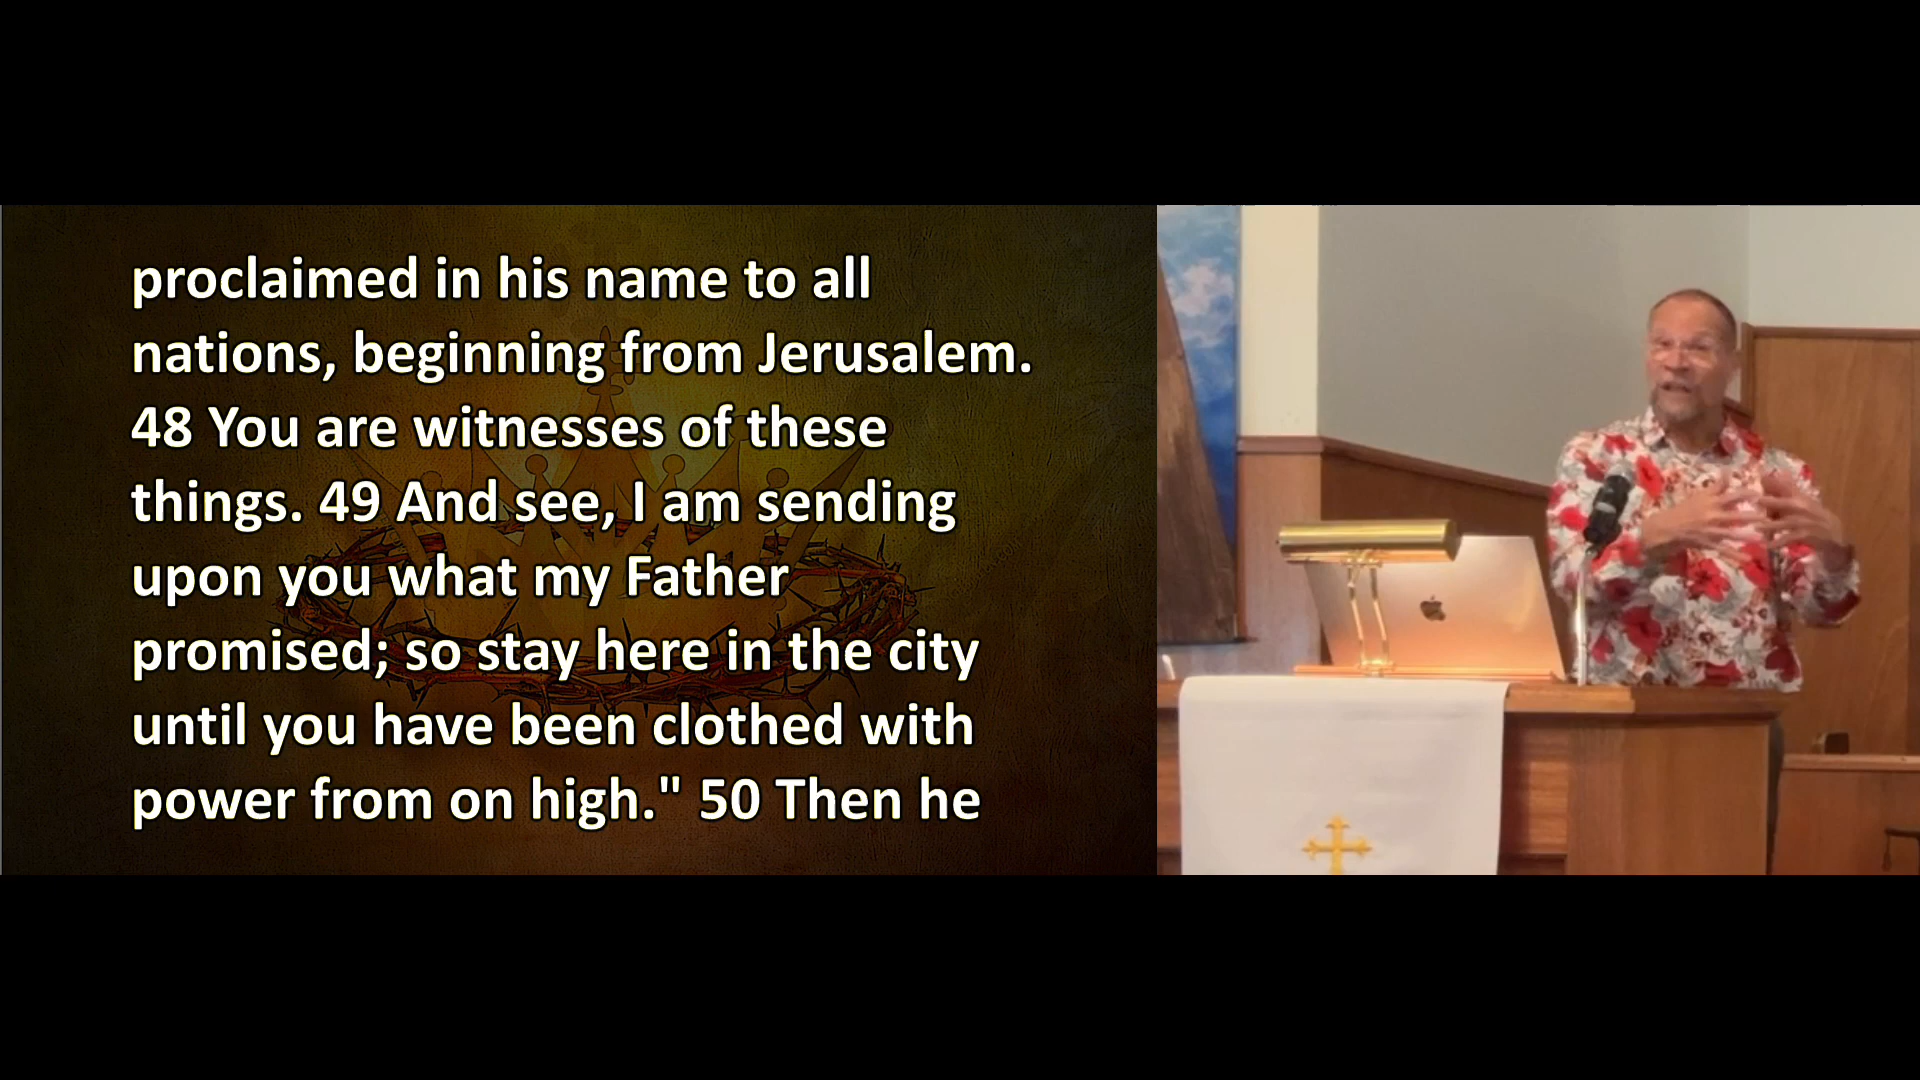 proclaimed in his name to all
nations, beginning from Jerusalem.
48 You are witnesses of these
things. 49 And see, I am sending
upon you what my Father
promised; so stay here in the city
until you have been clothed with
power from on high." 50 Then he